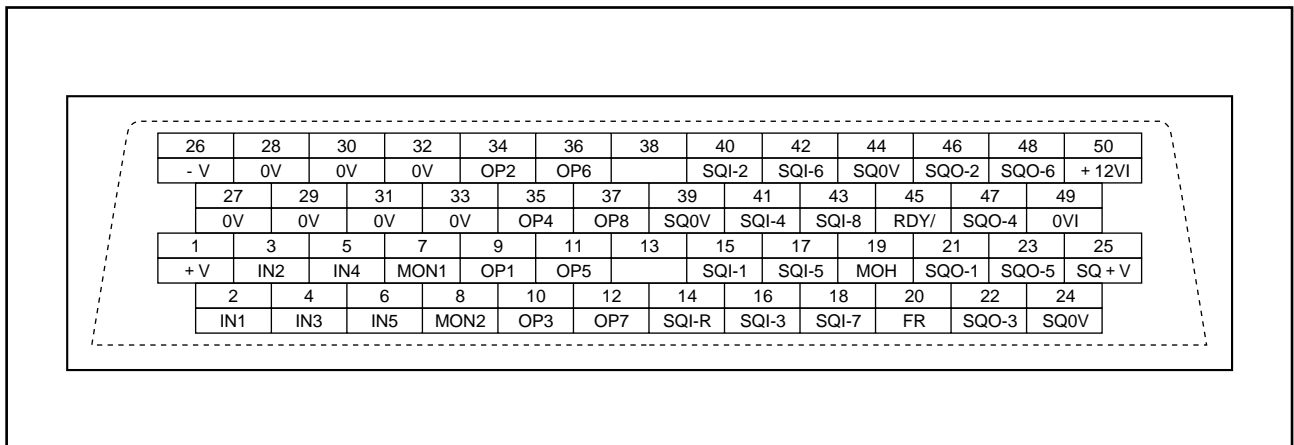 26 28 30 32 34 36 38 40 42 44 46 48 50
- V 0V 0V 0V OP2 OP6 SQI-2 SQI-6 SQ0V SQO-2 SQO-6 + 12VI
27 29 31 33 35 37 39 41 43 45 47 49
0V 0V 0V 0V OP4 OP8 SQ0V SQI-4 SQI-8 RDY/ SQO-4 0VI
1 3 5 7 9 11 13 15 17 19 21 23 25
+ V IN2 IN4 MON1 OP1 OP5 SQI-1 SQI-5 MOH SQO-1 SQO-5 SQ + V
2 4 6 8 10 12 14 16 18 20 22 24
IN1 IN3 IN5 MON2 OP3 OP7 SQI-R SQI-3 SQI-7 FR SQO-3 SQ0V